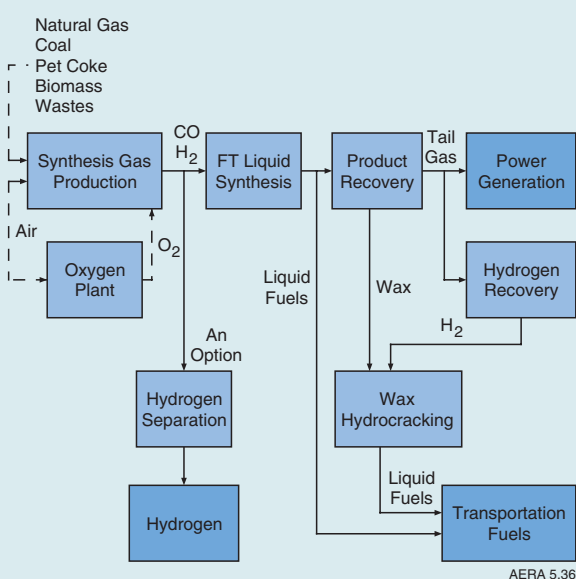 Natural Gas
Coal
Pet Coke
Biomass
Wastes
CO
H2
Tail
Gas
Synthesis Gas
Production
FT Liquid
Synthesis
Product
Recovery
Power
Generation
Air
O2
Oxygen
Plant
Liquid
Fuels
Wax
Hydrogen
Recovery
H2
An
Option
Hydrogen
Separation
Wax
Hydrocracking
Liquid
Fuels
Hydrogen
Transportation
Fuels
AERA 5.36